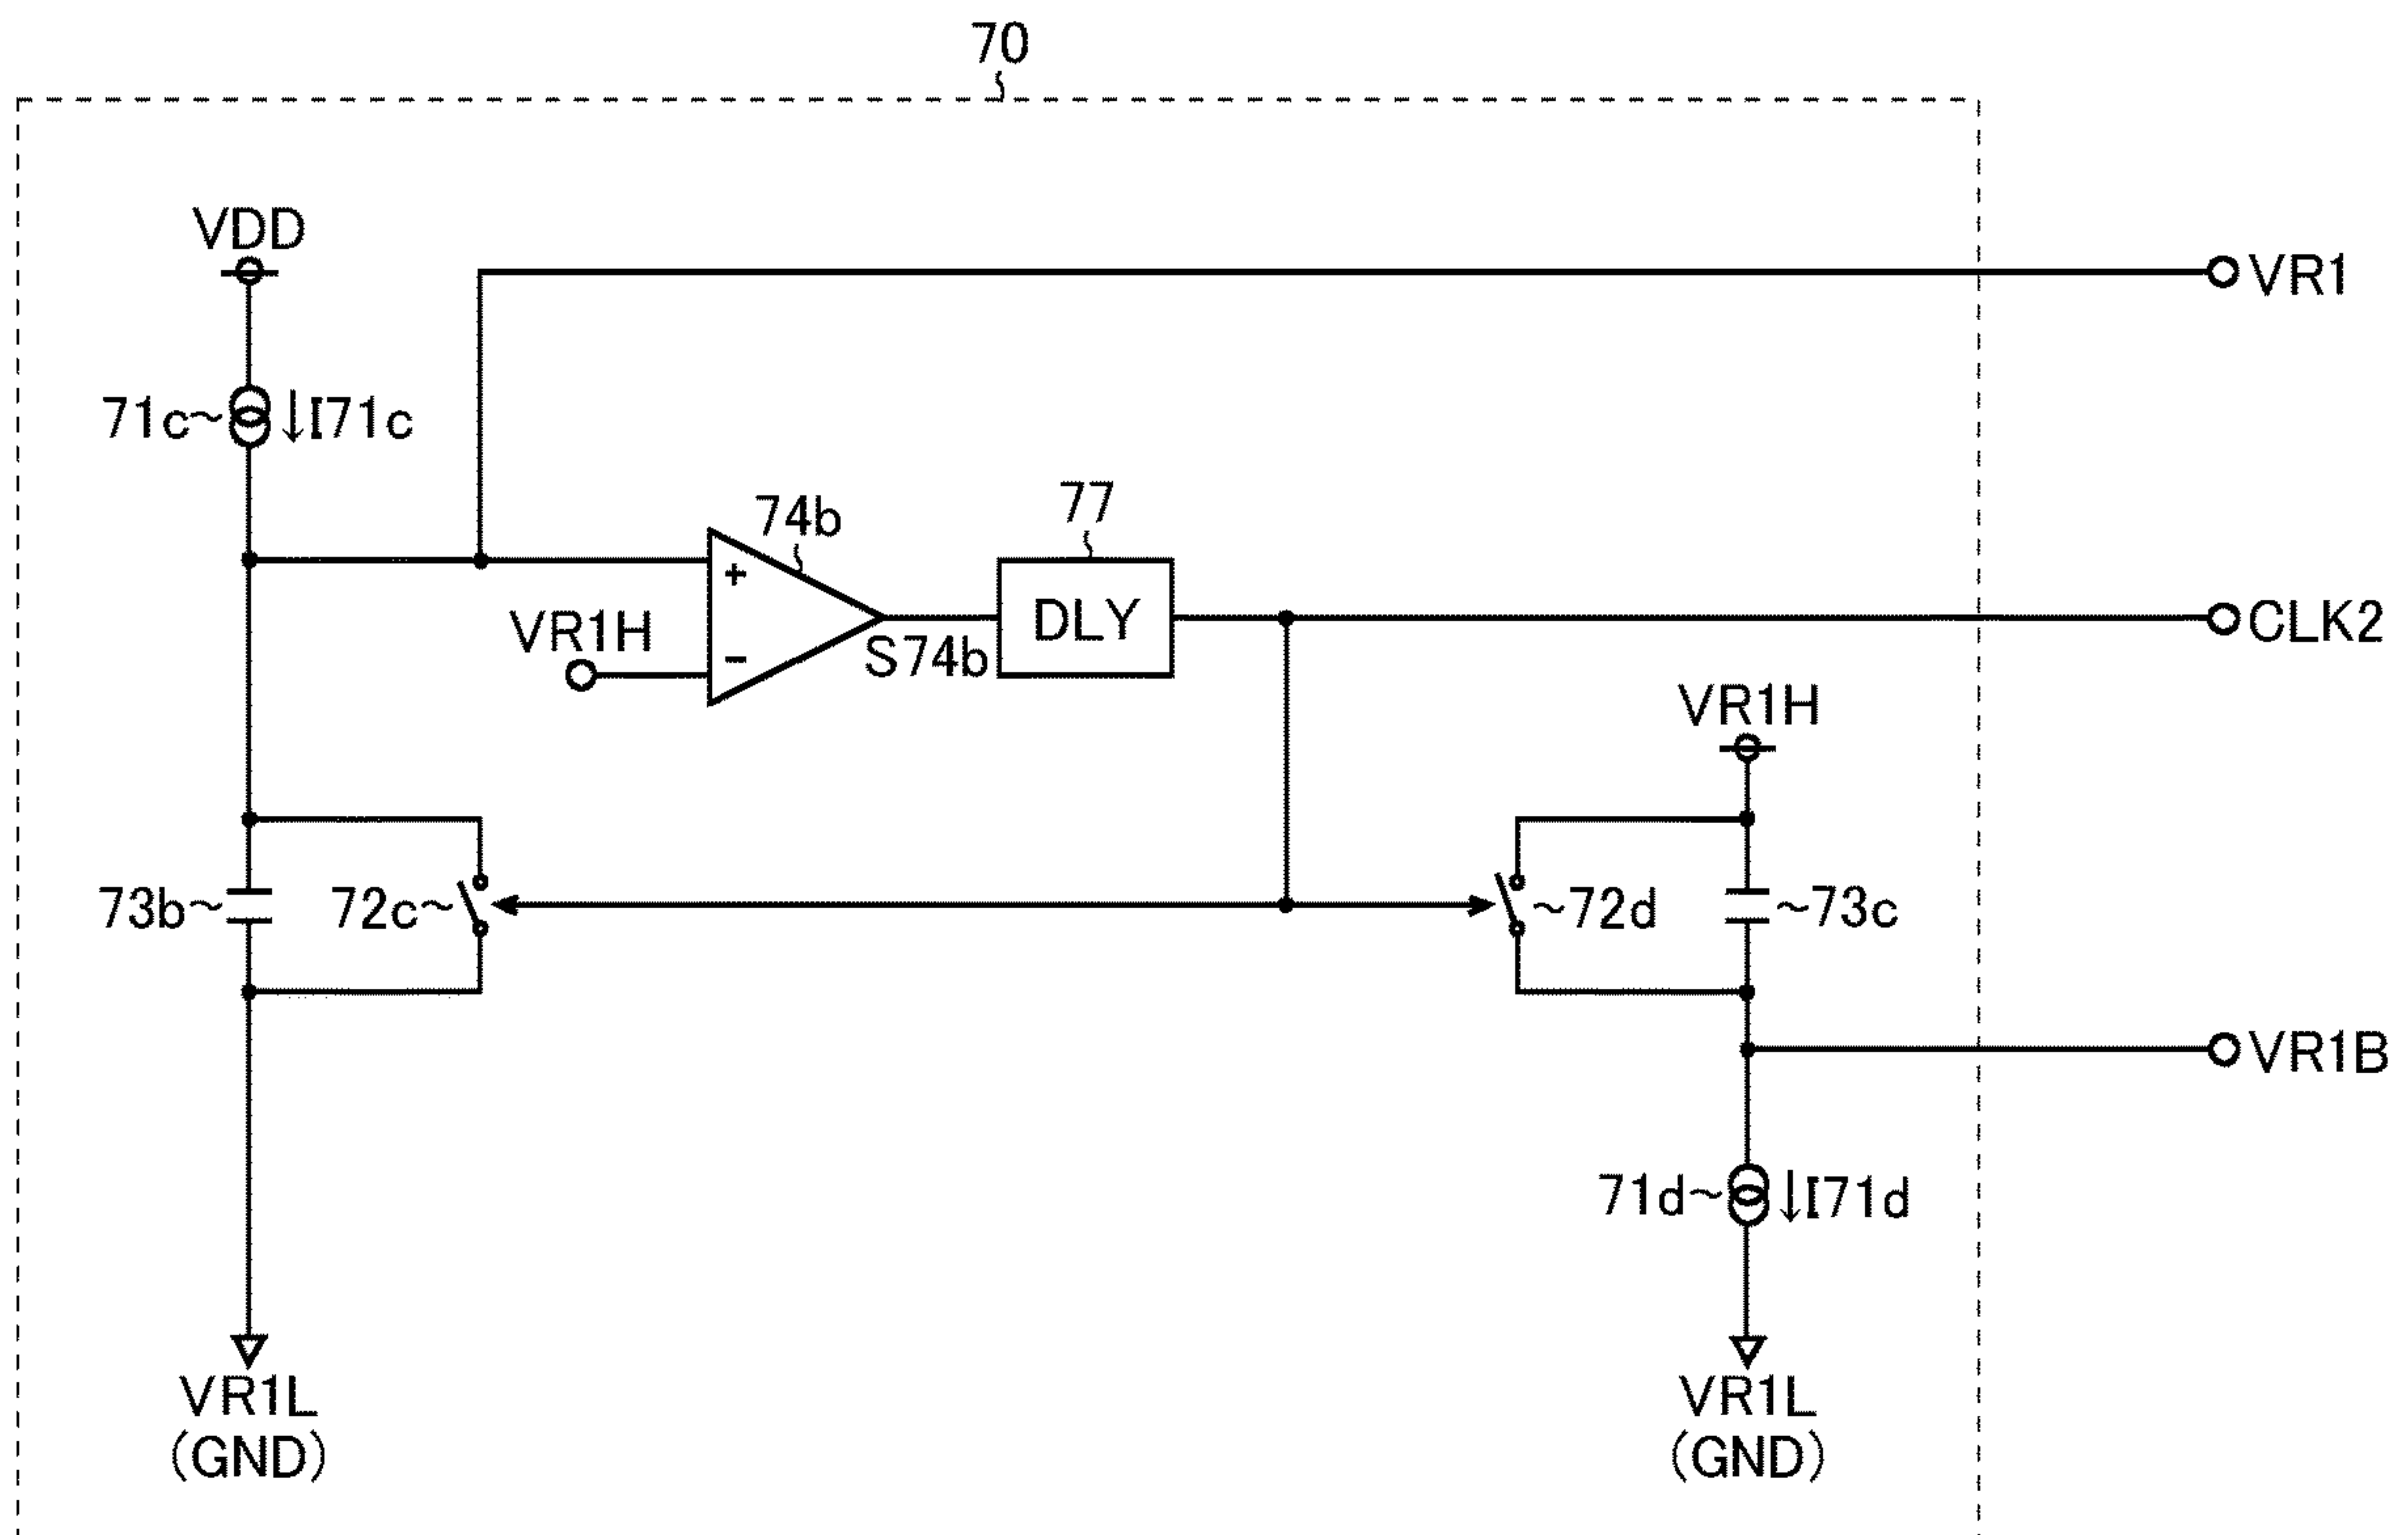 70
VDD
VR1
71c
↓I71c
74b
77
+
VR1H
DLY
CLK2
−
S74b
VR1H
73b
72c
72d
73c
VR1B
71d
↓I71d
VR1L
(GND)
VR1L
(GND)